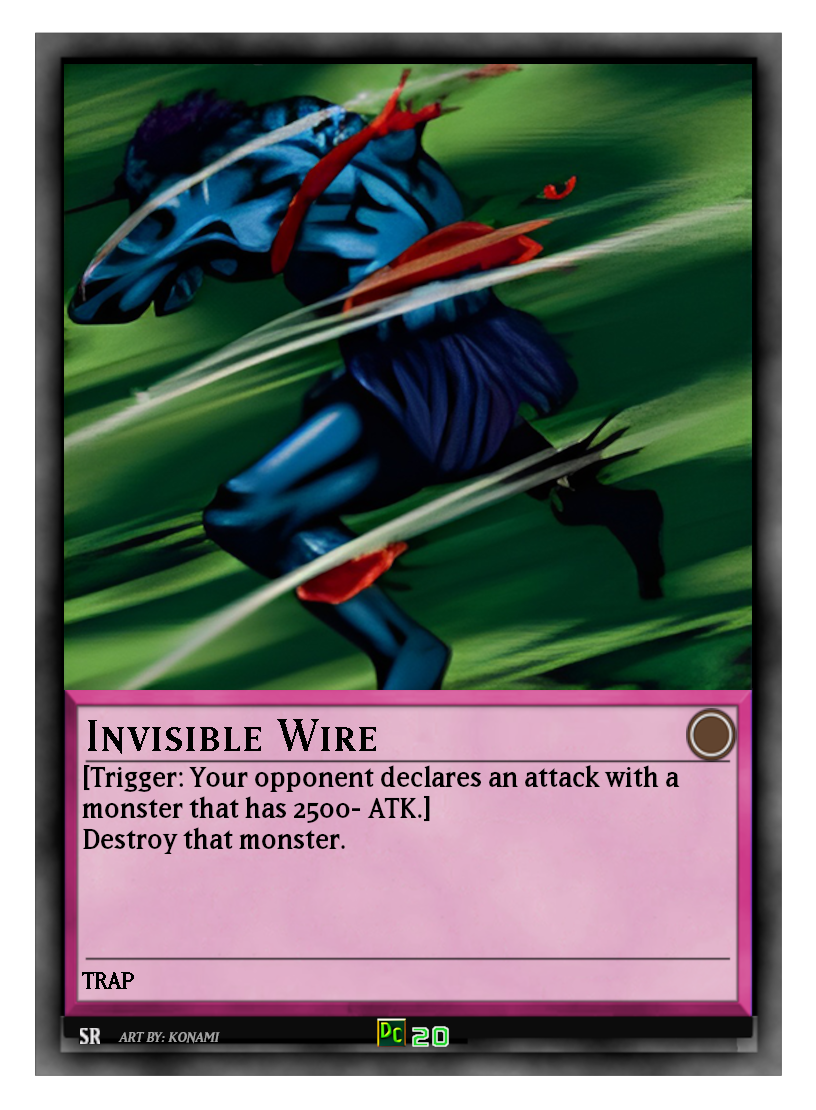 Invisible Wire
[Trigger: Your opponent declares an attack with a
monster that has 2500- ATK.]
Destroy that monster.
TRAP
SR ART BY: KONAMI DC 20